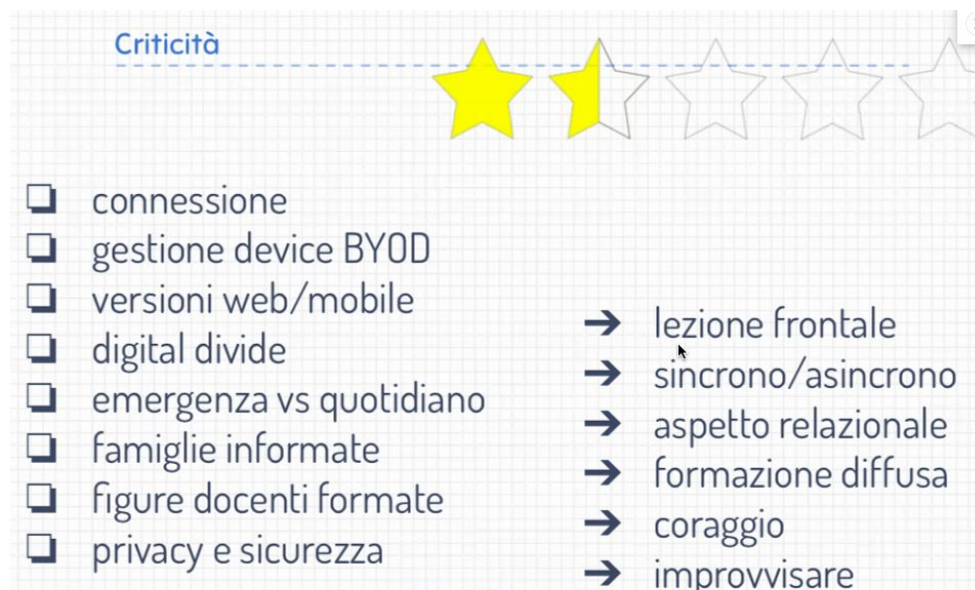 Criticità
connessione
gestione device BYOD
versioni web/mobile
digital divide
emergenza vs quotidiano
famiglie informate
figure docenti formate
privacy e sicurezza
lezione frontale
sincrono/asincrono
aspetto relazionale
formazione diffusa
coraggio
improvvisare